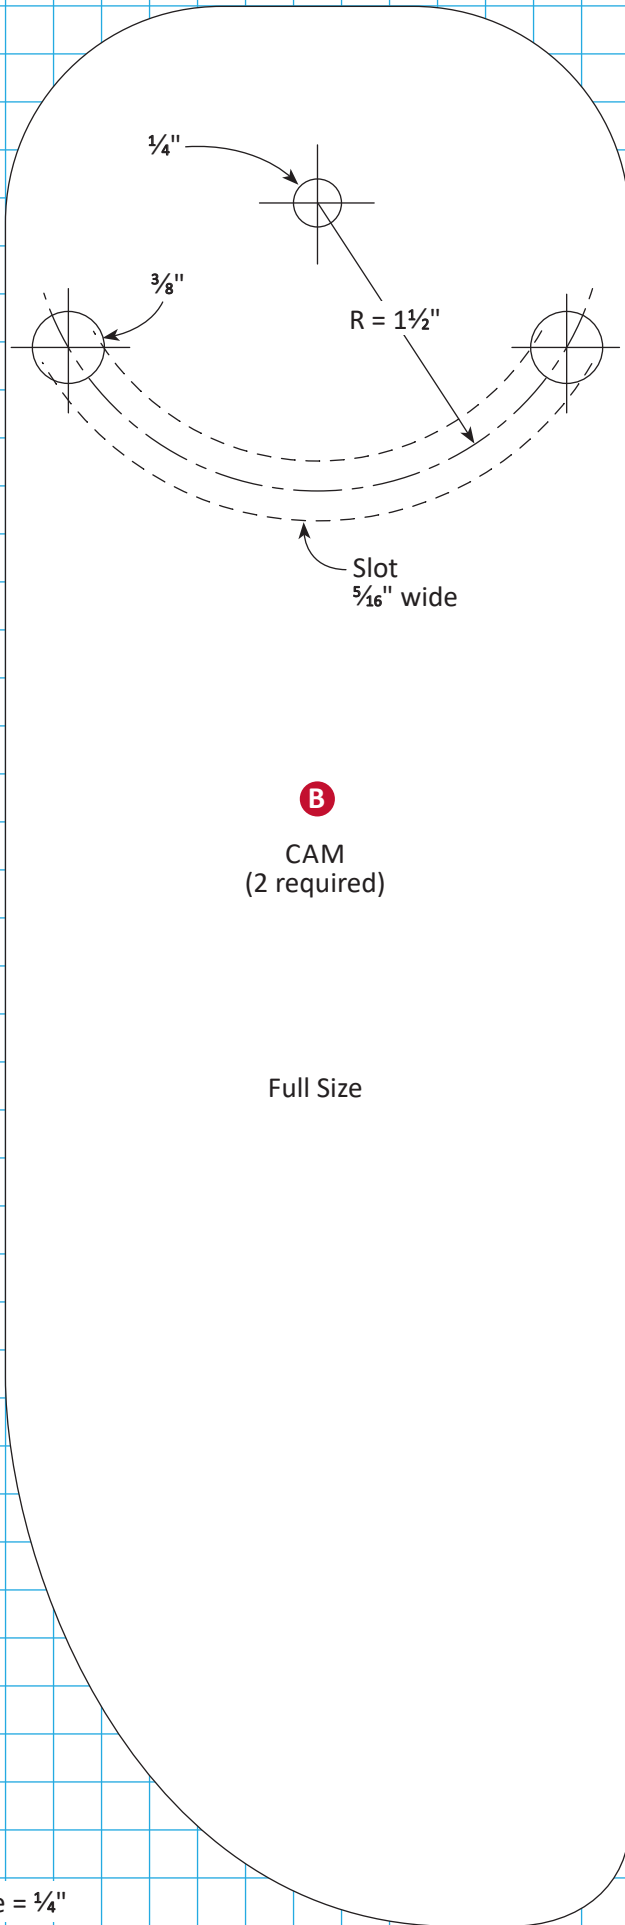 ¼"
⅜"
R = 1½"
Slot
5⁄16" wide
B
CAM
(2 required)
Full Size
= ¼"